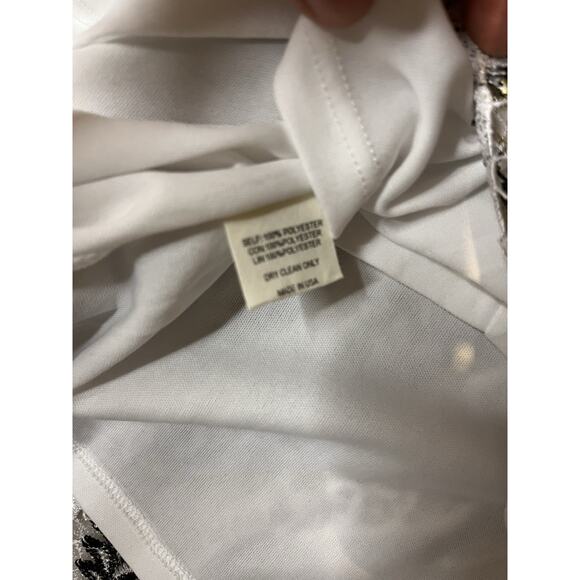 SELF: 100% POLYESTER
CON 100%POLYESTER
LIN 100%POLYESTER
DRY CLEAN ONLY
MADE IN USA